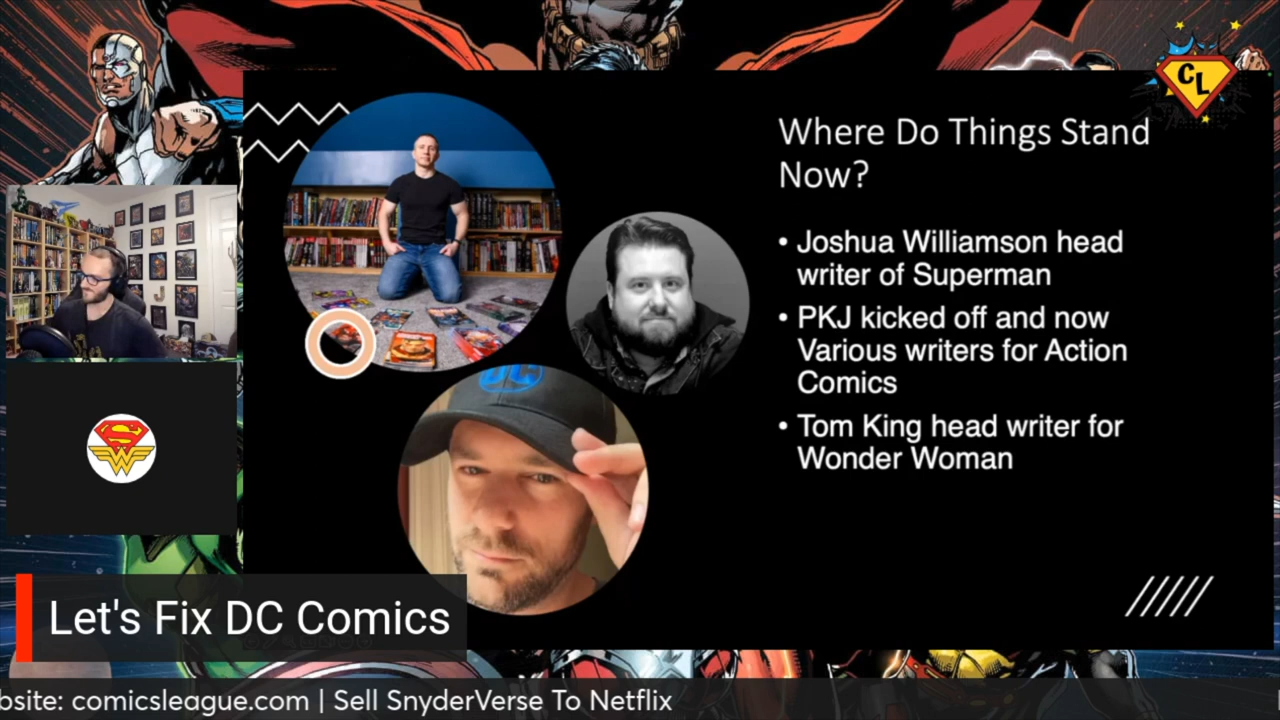 CL
Where Do Things Stand
Now?
• Joshua Williamson head
writer of Superman
• PKJ kicked off and now
Various writers for Action
Comics
• Tom King head writer for
Wonder Woman
DC
J
Let's Fix DC Comics
bsite: comicsleague.com | Sell SnyderVerse To Netflix